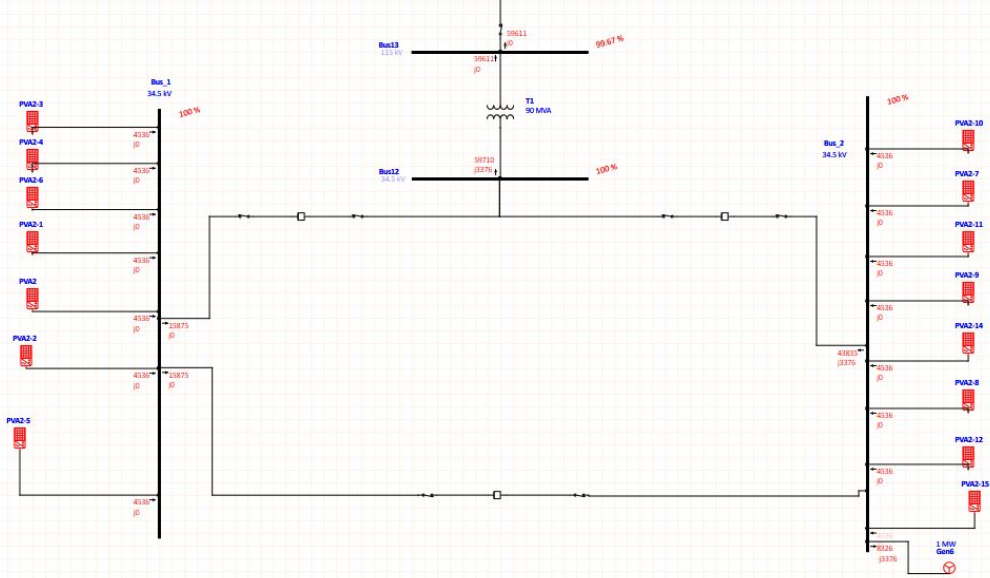 59611
j0
Bus13
115 kV
99.67 %
59611
j0
T1
90 MVA
59710
j3376
Bus12
34.5 kV
100 %
Bus_1
34.5 kV
100 %
PVA2-3
4536
j0
PVA2-4
4536
j0
PVA2-6
4536
j0
PVA2-1
4536
j0
PVA2
4536
j0
15875
j0
PVA2-2
4536
j0
15875
j0
PVA2-5
4536
j0
100 %
Bus_2
34.5 kV
PVA2-10
4536
j0
PVA2-7
4536
j0
PVA2-11
4536
j0
PVA2-9
4536
j0
PVA2-14
43835
j3376
4536
j0
PVA2-8
4536
j0
PVA2-12
4536
j0
PVA2-15
8326
j3376
1 MW
Gen6